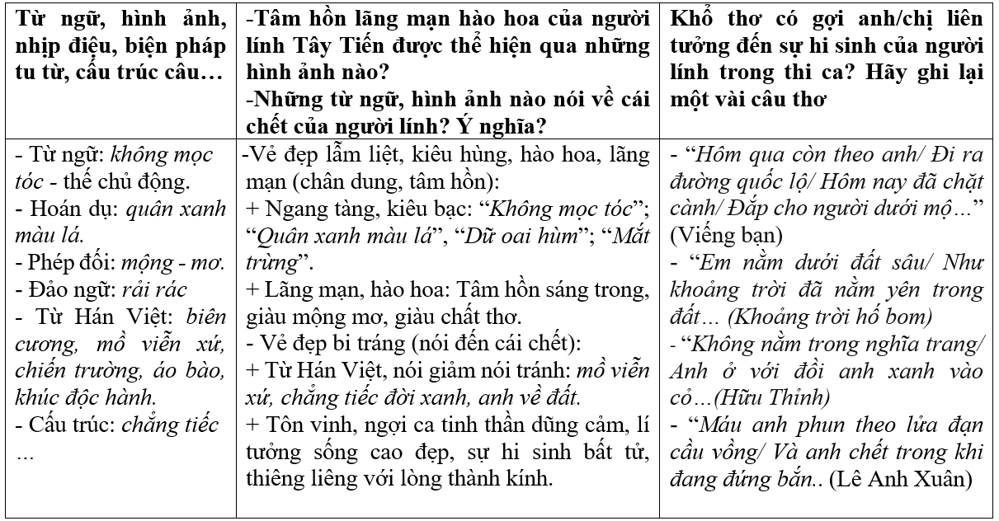 Từ ngữ, hình ảnh,
nhịp điệu, biện pháp
tu từ, cấu trúc câu…
-Tâm hồn lãng mạn hào hoa của người
lính Tây Tiến được thể hiện qua những
hình ảnh nào?
-Những từ ngữ, hình ảnh nào nói về cái
chết của người lính? Ý nghĩa?
Khổ thơ có gợi anh/chị liên
tưởng đến sự hi sinh của người
lính trong thi ca? Hãy ghi lại
một vài câu thơ
- Từ ngữ: không mọc
tóc - thế chủ động.
- Hoán dụ: quân xanh
màu lá.
- Phép đối: mộng - mơ.
- Đảo ngữ: rải rác
- Từ Hán Việt: biên
cương, mồ viễn xứ,
chiến trường, áo bào,
khúc độc hành.
- Cấu trúc: chẳng tiếc
…
-Vẻ đẹp lẫm liệt, kiêu hùng, hào hoa, lãng
mạn (chân dung, tâm hồn):
+ Ngang tàng, kiêu bạc: “Không mọc tóc”;
“Quân xanh màu lá”, “Dữ oai hùm”; “Mắt
trừng”.
+ Lãng mạn, hào hoa: Tâm hồn sáng trong,
giàu mộng mơ, giàu chất thơ.
- Vẻ đẹp bi tráng (nói đến cái chết):
+ Từ Hán Việt, nói giảm nói tránh: mồ viễn
xứ, chẳng tiếc đời xanh, anh về đất.
+ Tôn vinh, ngợi ca tinh thần dũng cảm, lí
tưởng sống cao đẹp, sự hi sinh bất tử,
thiêng liêng với lòng thành kính.
- “Hôm qua còn theo anh/ Đi ra
đường quốc lộ/ Hôm nay đã chặt
cành/ Đắp cho người dưới mộ…”
(Viếng bạn)
- “Em nằm dưới đất sâu/ Như
khoảng trời đã nằm yên trong
đất… (Khoảng trời hố bom)
- “Không nằm trong nghĩa trang/
Anh ở với đồi anh xanh vào
cỏ…(Hữu Thỉnh)
- “Máu anh phun theo lửa đạn
cầu vồng/ Và anh chết trong khi
đang đứng bắn.. (Lê Anh Xuân)